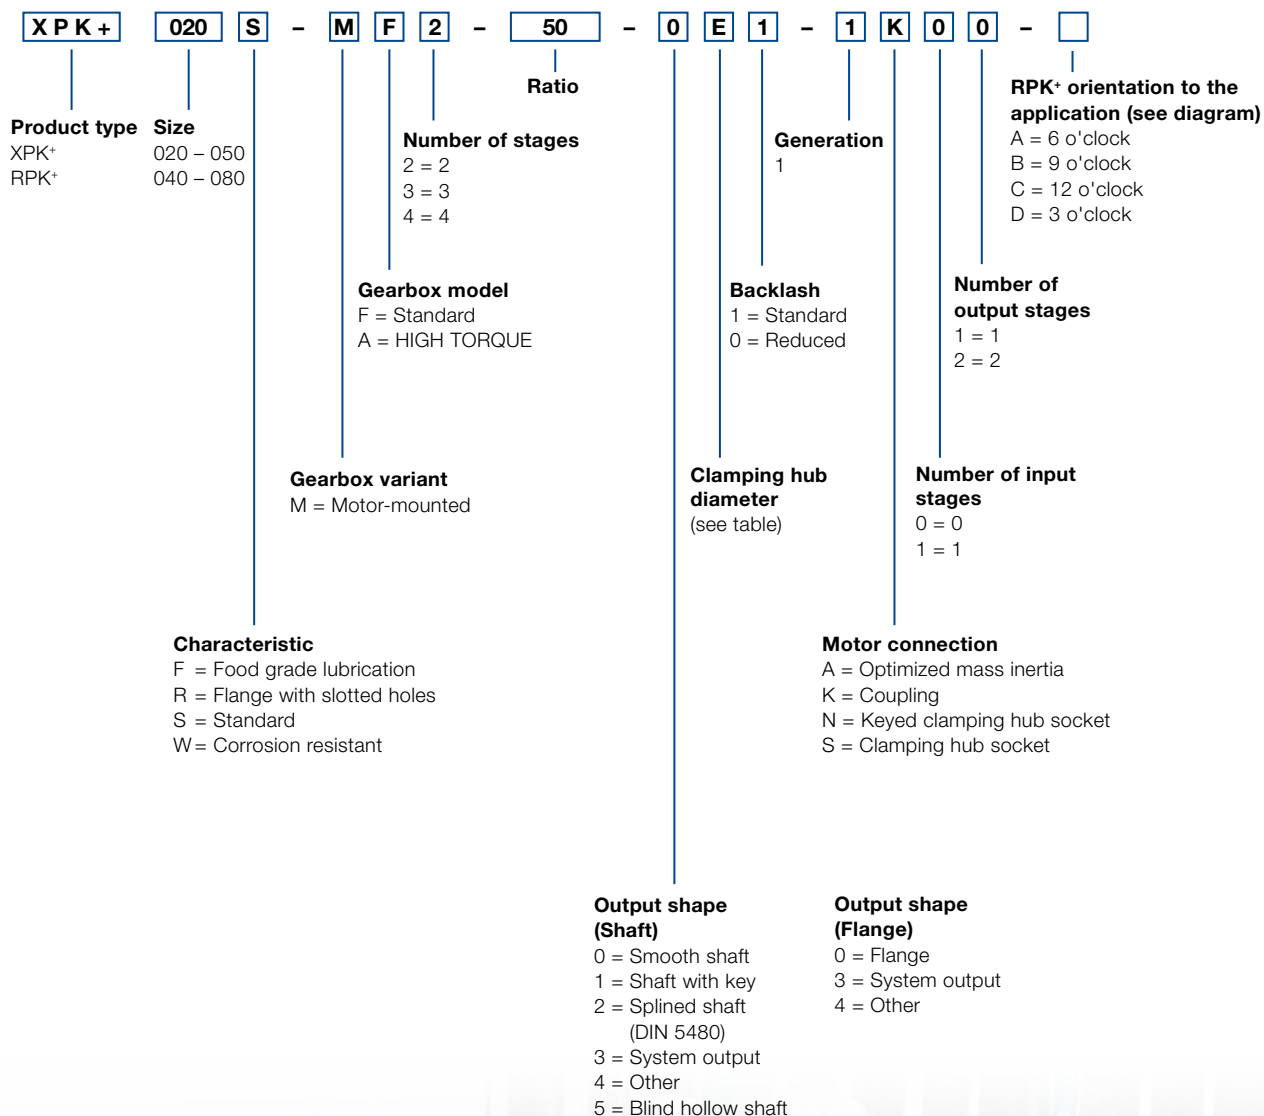 X P K + 020 S – M F 2 – 50 – 0 E 1 – 1 K 0 0 –
Ratio
Product type
XPK+
RPK+
Size
020 – 050
040 – 080
Number of stages
2 = 2
3 = 3
4 = 4
Generation
1
RPK+ orientation to the
application (see diagram)
A = 6 o'clock
B = 9 o'clock
C = 12 o'clock
D = 3 o'clock
Gearbox model
F = Standard
A = HIGH TORQUE
Backlash
1 = Standard
0 = Reduced
Number of
output stages
1 = 1
2 = 2
Gearbox variant
M = Motor-mounted
Clamping hub
diameter
(see table)
Number of input
stages
0 = 0
1 = 1
Characteristic
F = Food grade lubrication
R = Flange with slotted holes
S = Standard
W = Corrosion resistant
Motor connection
A = Optimized mass inertia
K = Coupling
N = Keyed clamping hub socket
S = Clamping hub socket
Output shape
(Shaft)
0 = Smooth shaft
1 = Shaft with key
2 = Splined shaft
(DIN 5480)
3 = System output
4 = Other
5 = Blind hollow shaft
Output shape
(Flange)
0 = Flange
3 = System output
4 = Other